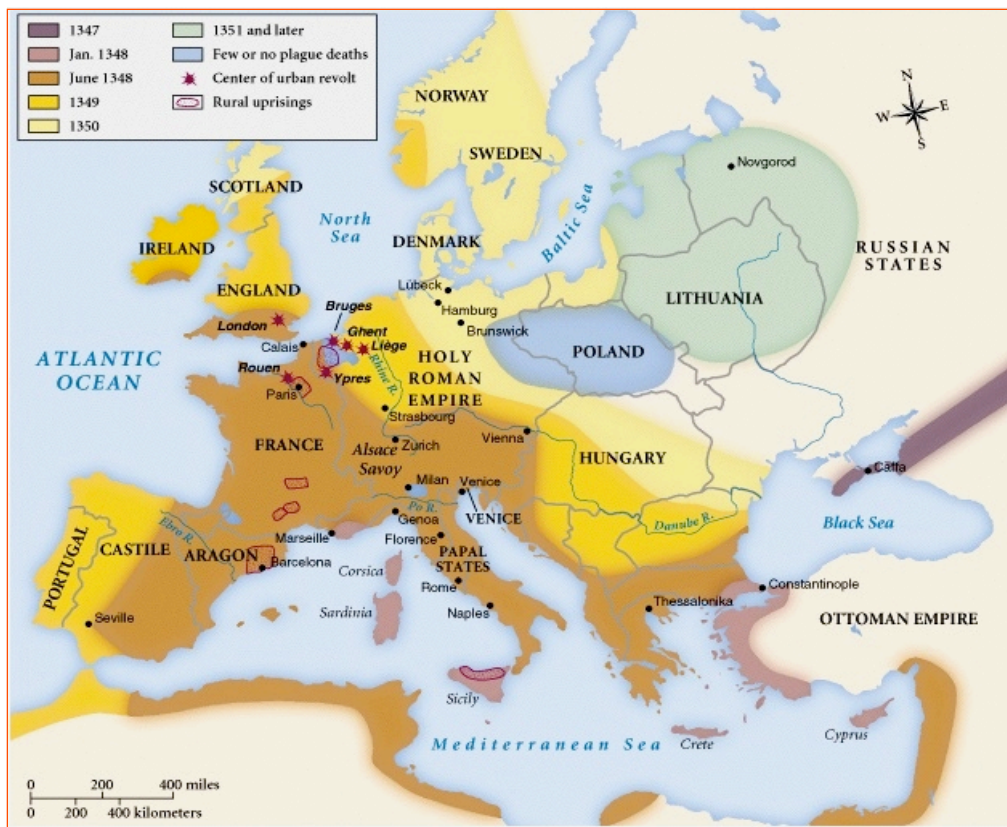 1347
Jan. 1348
June 1348
1349
1350
1351 and later
Few or no plague deaths
Center of urban revolt
Rural uprisings
N
W
E
S
NORWAY
SWEDEN
Novgorod
SCOTLAND
North
Sea
Baltic Sea
IRELAND
DENMARK
RUSSIAN
STATES
ENGLAND
Lübeck
Hamburg
LITHUANIA
Bruges
London
Ghent
Brunswick
Calais
Liège
HOLY
ROMAN
EMPIRE
POLAND
ATLANTIC
OCEAN
Rouen
Ypres
Rhine R.
Paris
Strasbourg
FRANCE
Alsace
Zurich
Vienna
Savoy
HUNGARY
Caffa
Milan
Venice
Po R.
VENICE
Danube R.
Black Sea
Genoa
Ebro R.
Marseille
Florence
PORTUGAL
CASTILE
ARAGON
Barcelona
PAPAL
STATES
Corsica
Rome
Constantinople
Sardinia
Naples
Thessalonika
Seville
OTTOMAN EMPIRE
Sicily
Mediterranean Sea
Crete
Cyprus
0 200 400 miles
0 200 400 kilometers